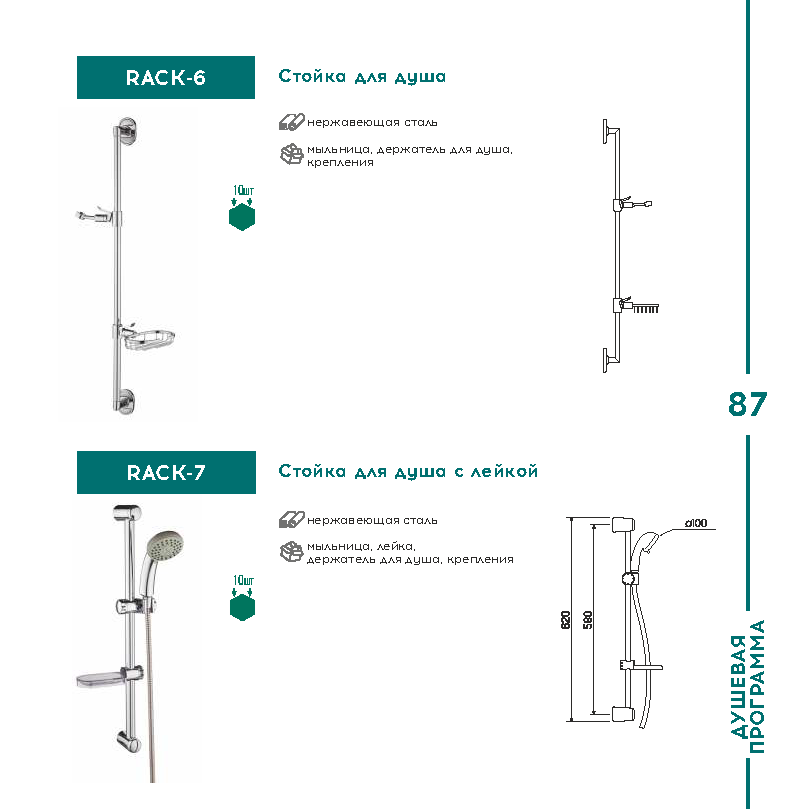 RACK-6
Стойка для душа
нержавеющая сталь
мыльница, держатель для душа,
крепления
10шт
87
RACK-7
Стойка для душа с лейкой
нержавеющая сталь
мыльница, лейка,
держатель для душа, крепления
10шт
ø100
620
580
ДУШЕВАЯ
ПРОГРАММА